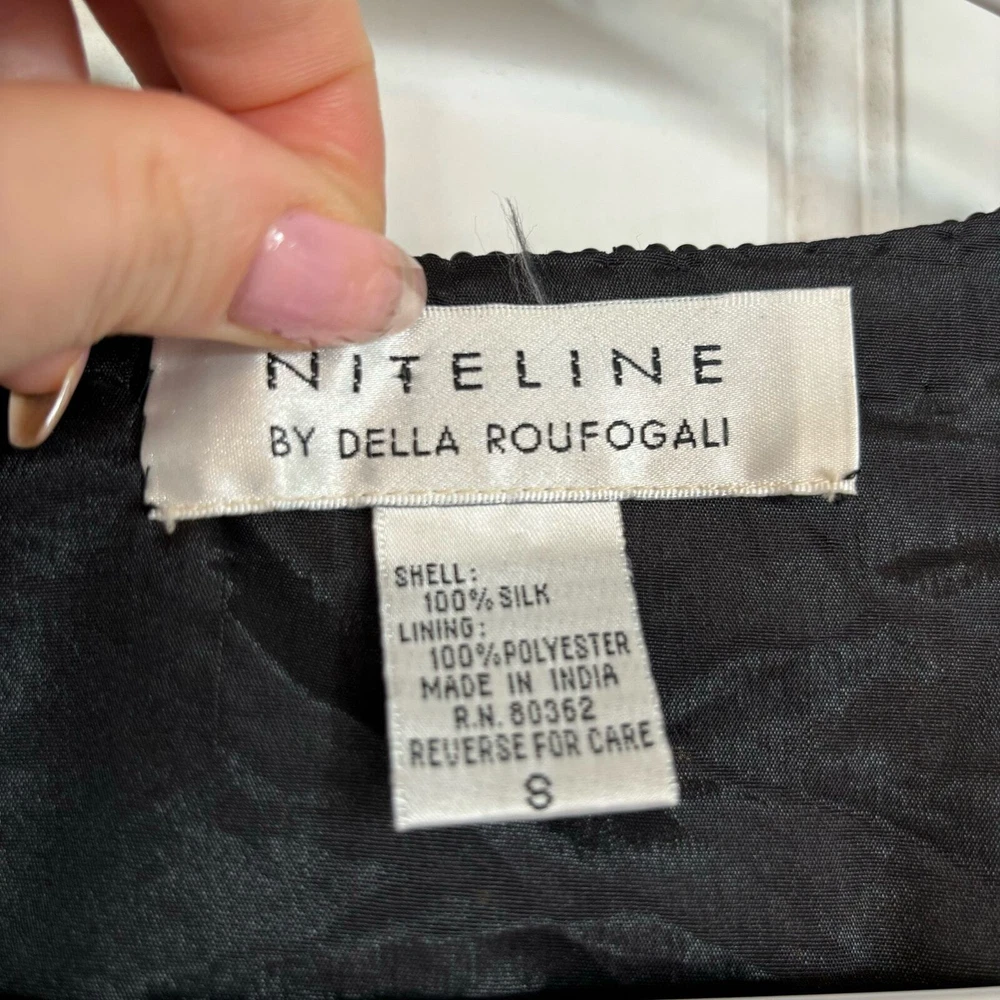 NITELINE
BY DELLA ROUFOGALI
SHELL:
100% SILK
LINING:
100% POLYESTER
MADE IN INDIA
R.N. 80362
REVERSE FOR CARE
S